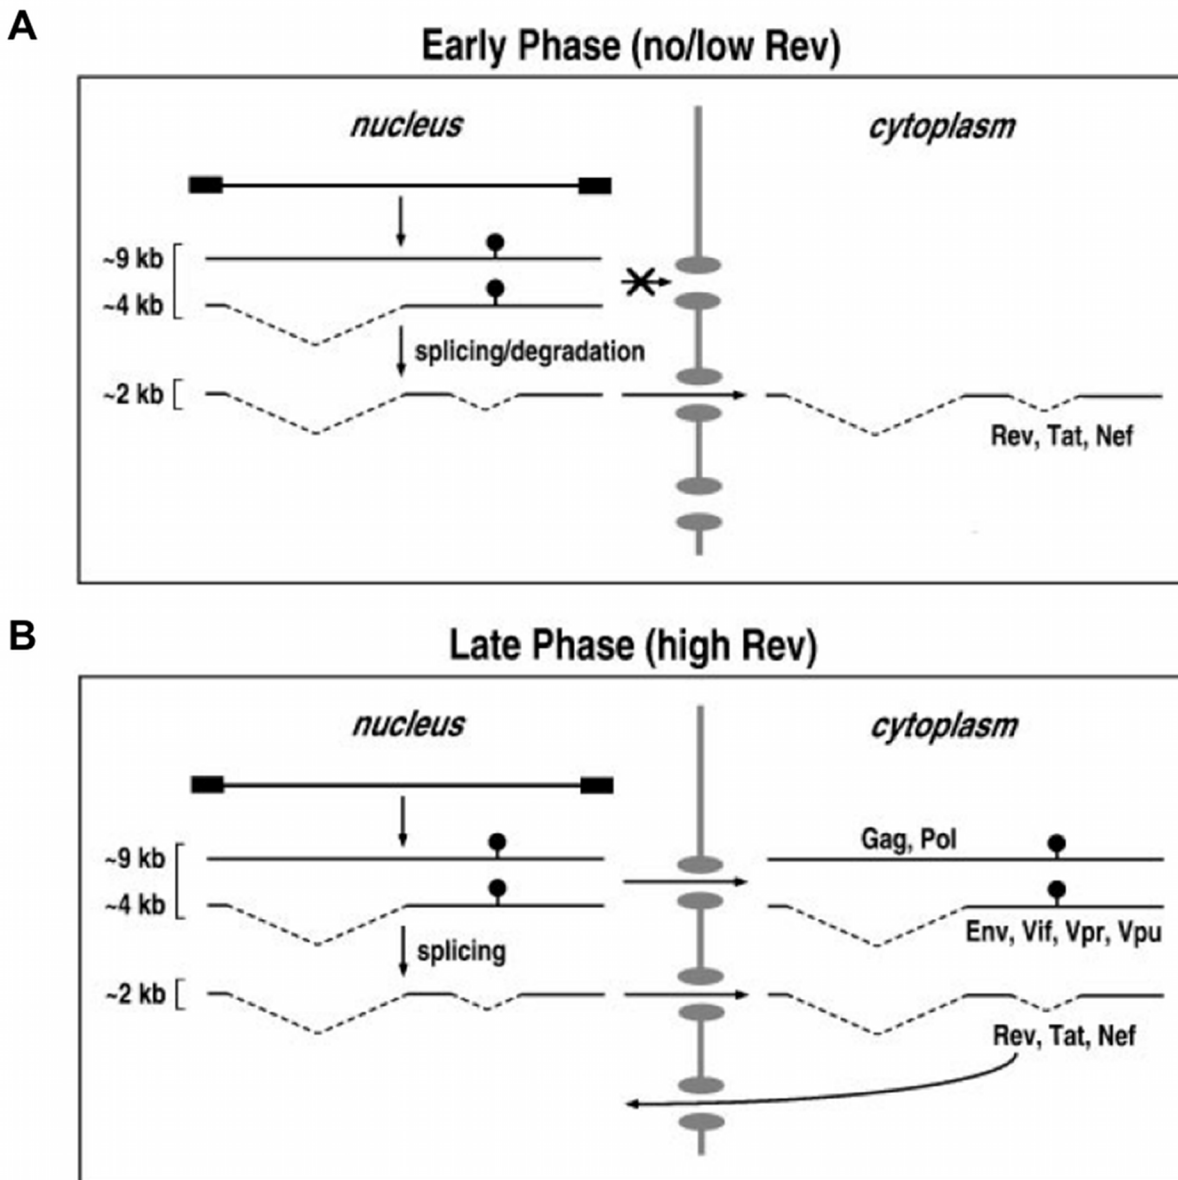 A
Early Phase (no/low Rev)
nucleus
cytoplasm
~9 kb
~4 kb
splicing/degradation
~2 kb
Rev, Tat, Nef
B
Late Phase (high Rev)
nucleus
cytoplasm
Gag, Pol
~9 kb
~4 kb
Env, Vif, Vpr, Vpu
splicing
~2 kb
Rev, Tat, Nef